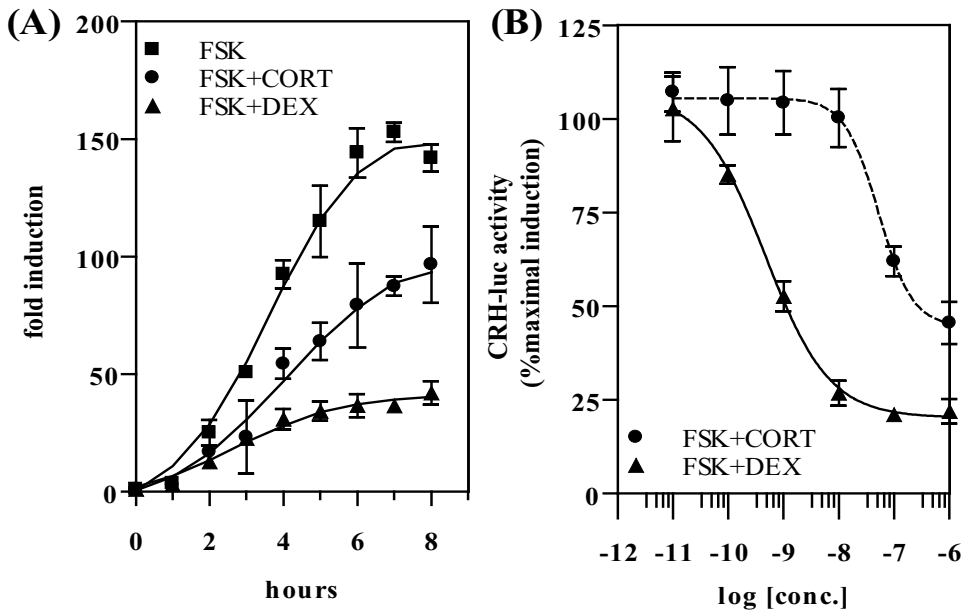 (A)
200
150
100
50
0
fold induction
FSK
FSK+CORT
FSK+DEX
0 2 4 6 8
hours
(B)
125
100
75
50
25
0
CRH-luc activity
(%maximal induction)
FSK+CORT
FSK+DEX
-12 -11 -10 -9 -8 -7 -6
log [conc.]